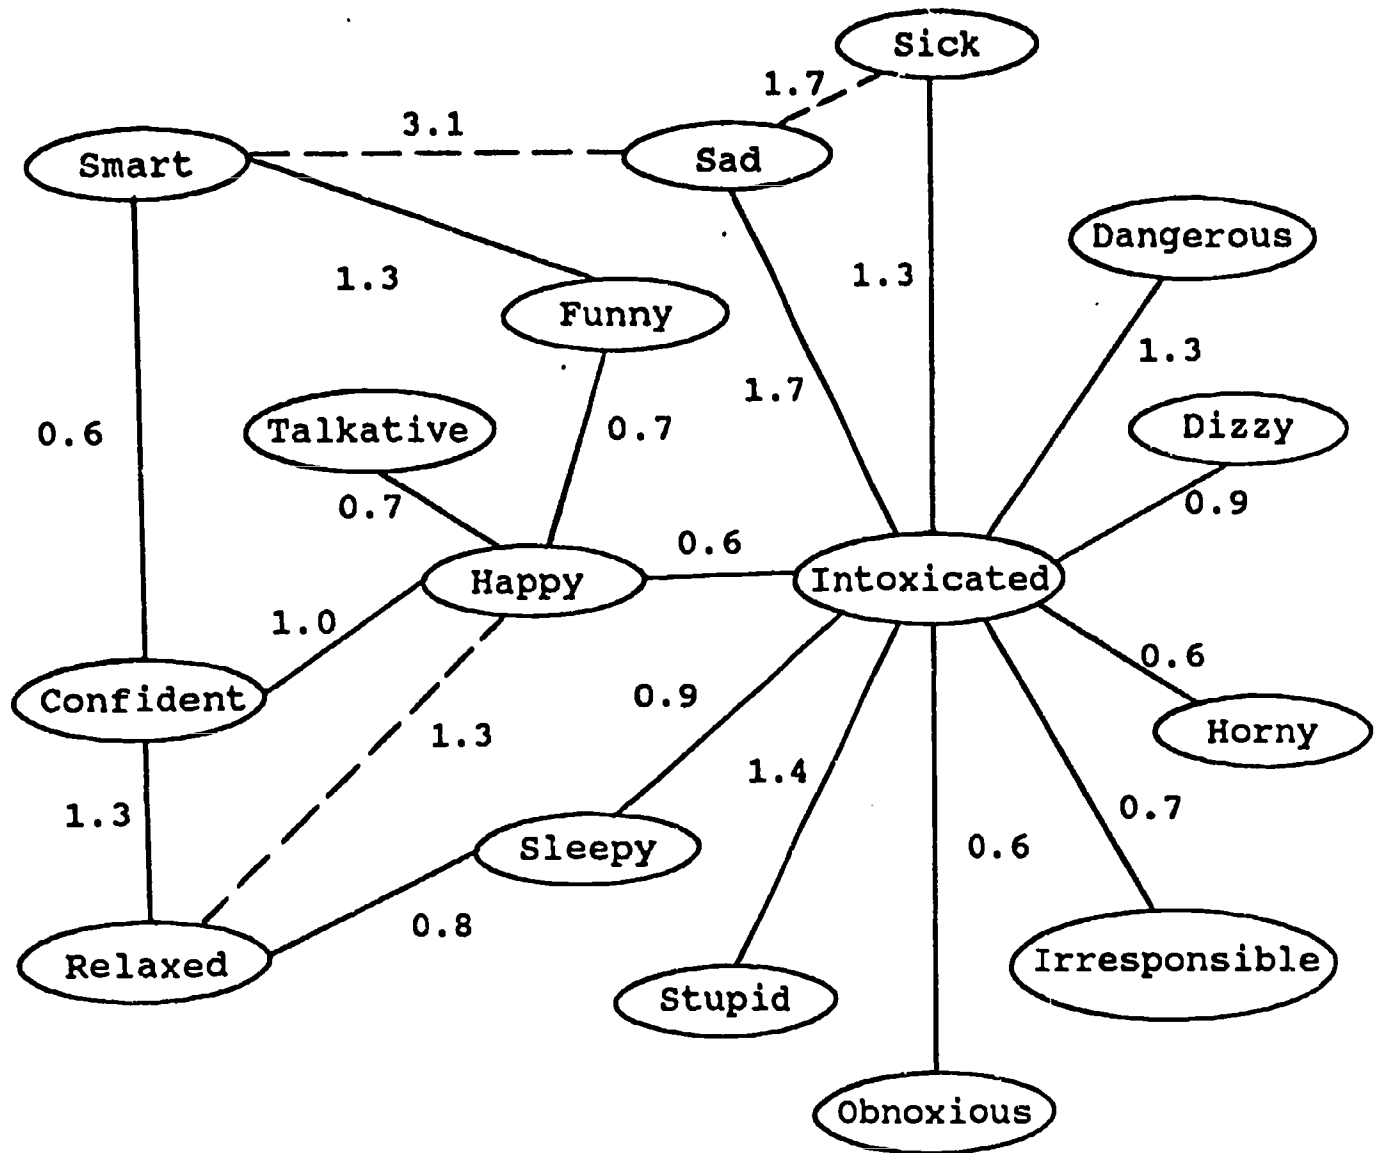 Sick
1.7
3.1
Smart
Sad
Dangerous
1.3
1.3
Funny
1.3
1.7
Talkative
0.6
0.7
Dizzy
0.7
0.9
0.6
Happy
Intoxicated
1.0
0.6
Confident
0.9
Horny
1.3
1.4
0.7
1.3
Sleepy
0.6
0.8
Relaxed
Irresponsible
Stupid
Obnoxious